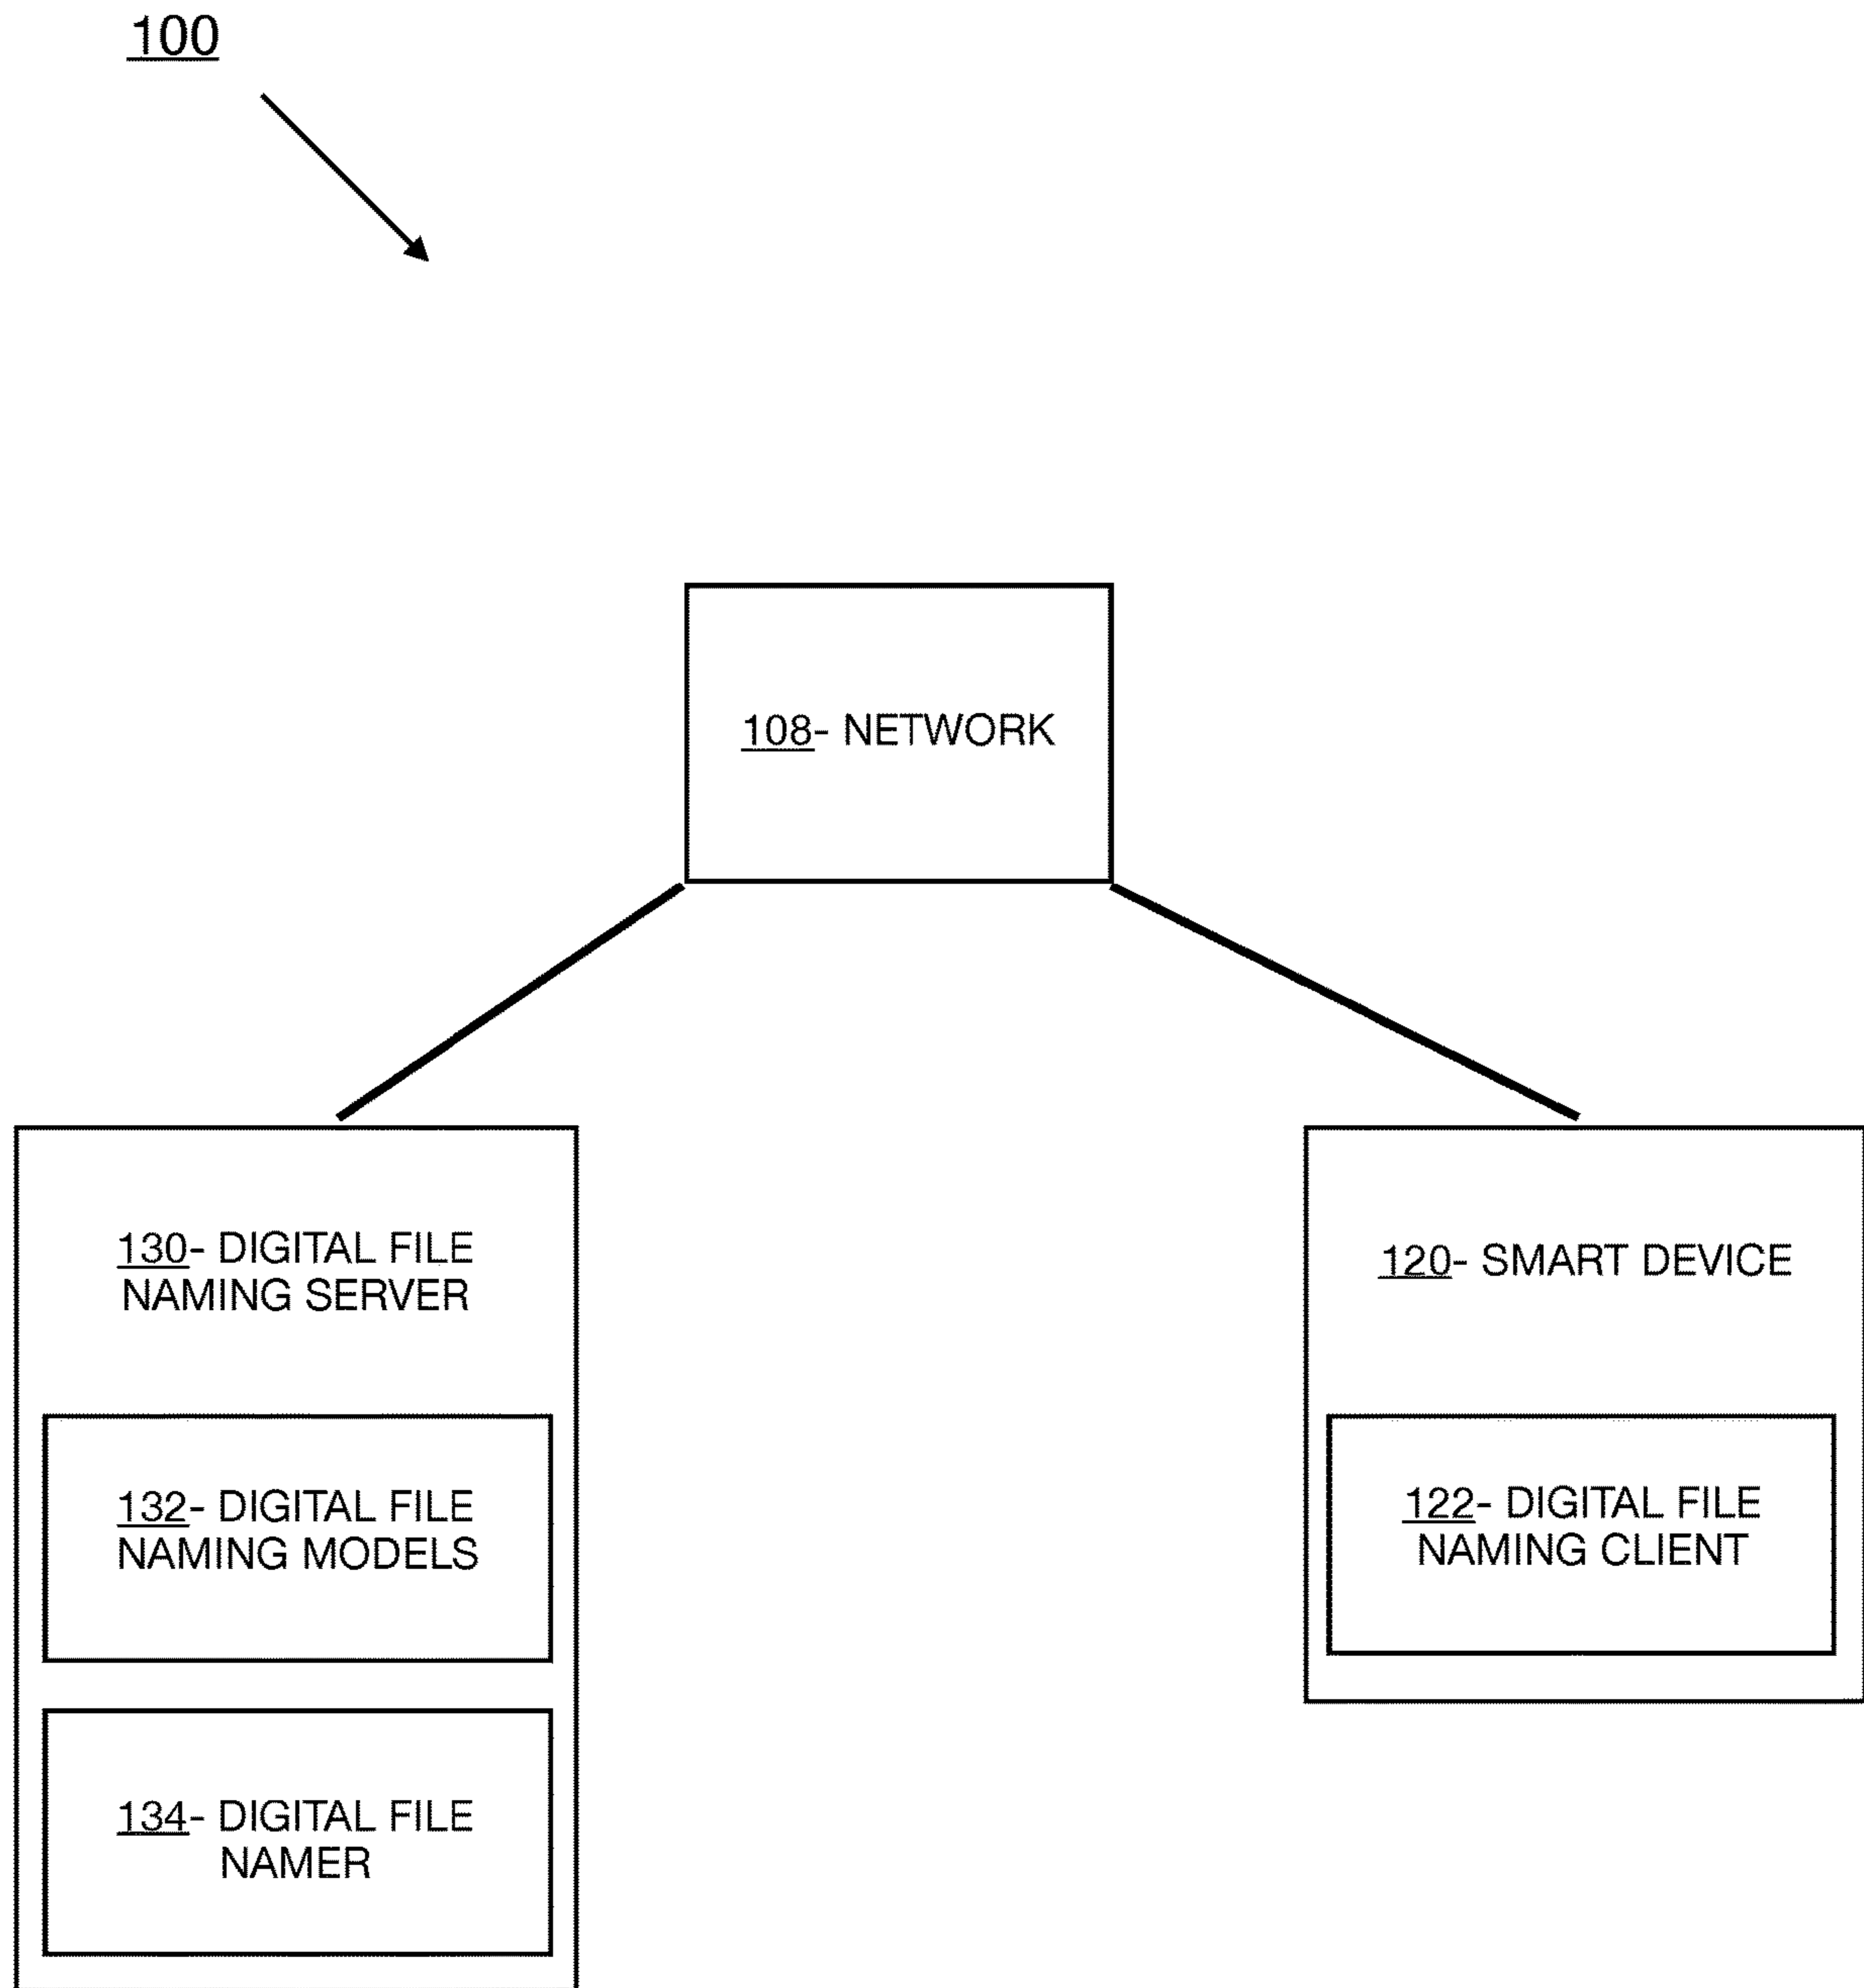 100
108- NETWORK
130- DIGITAL FILE
NAMING SERVER
120- SMART DEVICE
132- DIGITAL FILE
NAMING MODELS
122- DIGITAL FILE
NAMING CLIENT
134- DIGITAL FILE
NAMER